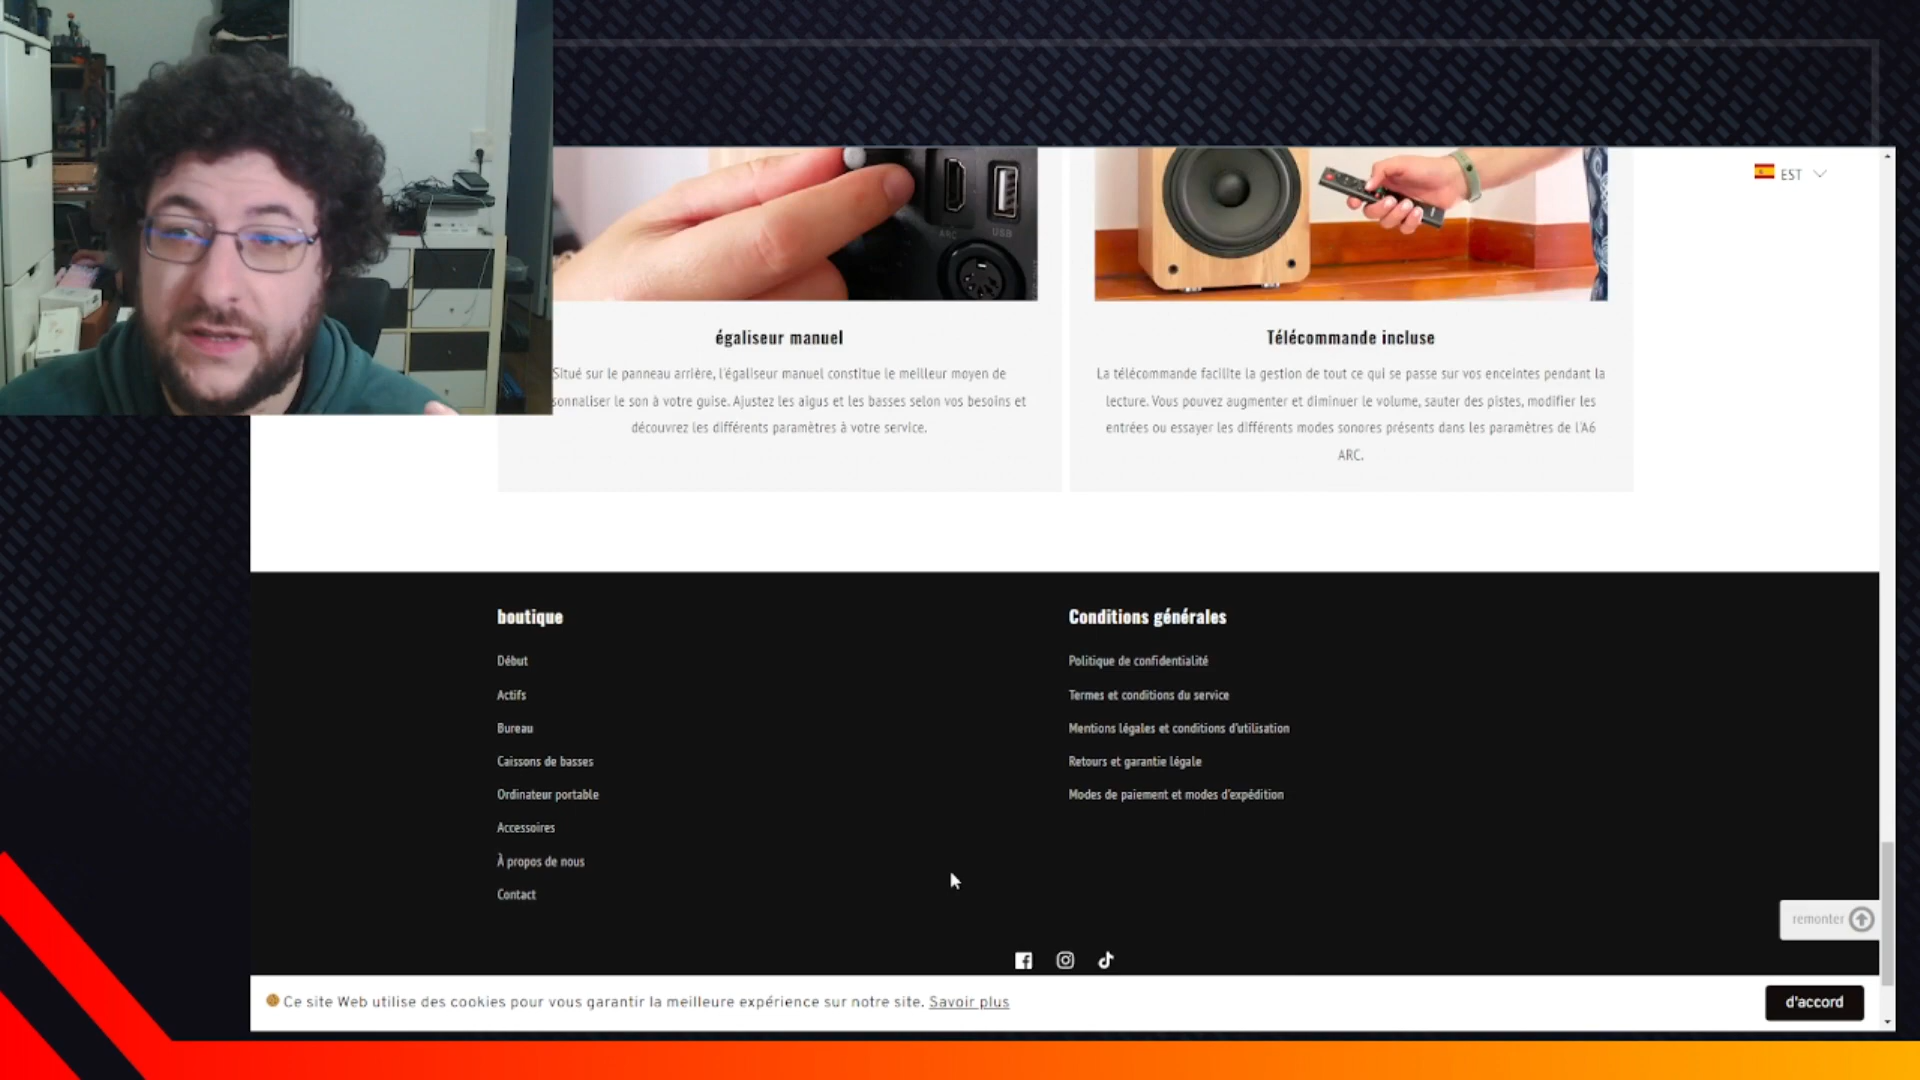 EST
ARC
USB
égaliseur manuel
Situé sur le panneau arrière, l'égaliseur manuel constitue le meilleur moyen de
sonnaliser le son à votre guise. Ajustez les aigus et les basses selon vos besoins et
découvrez les différents paramètres à votre service.
Télécommande incluse
La télécommande facilite la gestion de tout ce qui se passe sur vos enceintes pendant la
lecture. Vous pouvez augmenter et diminuer le volume, sauter des pistes, modifier les
entrées ou essayer les différents modes sonores présents dans les paramètres de l'A6
ARC.
boutique
Début
Actifs
Bureau
Caissons de basses
Ordinateur portable
Accessoires
À propos de nous
Contact
Conditions générales
Politique de confidentialité
Termes et conditions du service
Mentions légales et conditions d'utilisation
Retours et garantie légale
Modes de paiement et modes d'expédition
remonter
Ce site Web utilise des cookies pour vous garantir la meilleure expérience sur notre site. Savoir plus
d'accord